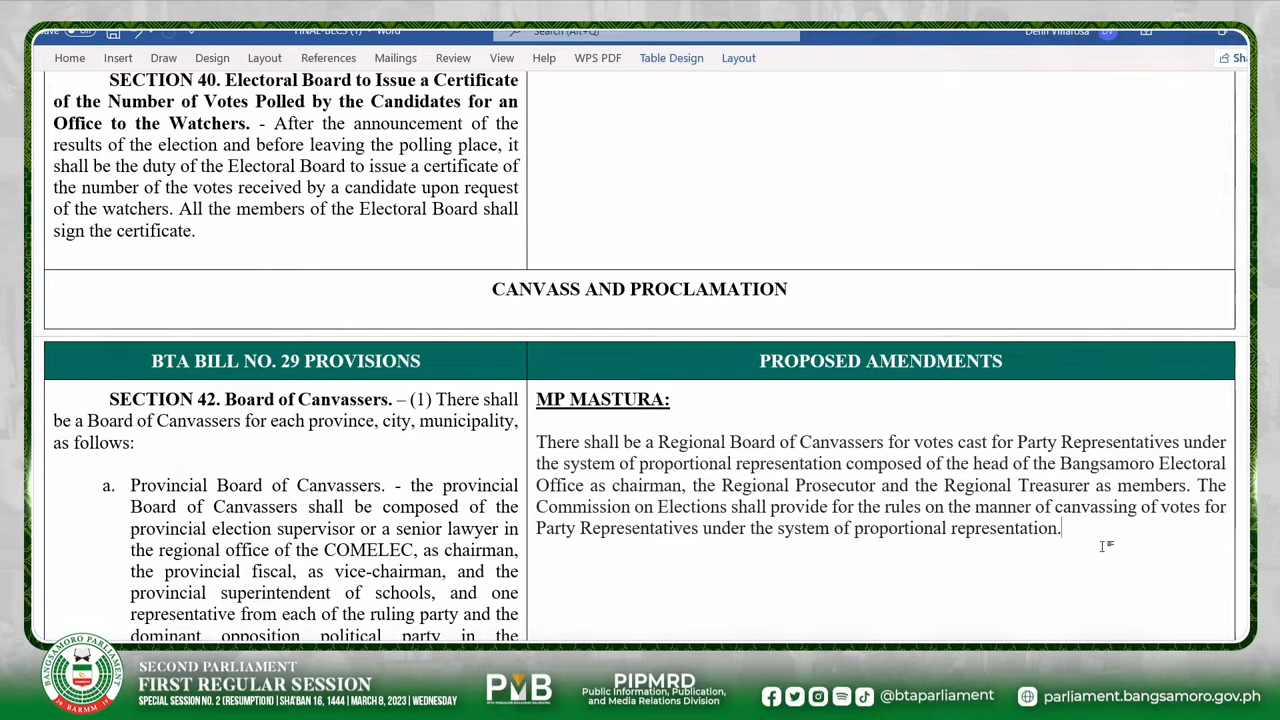 Home Insert Draw Design Layout References Mailings Review View Help WPS PDF Table Design Layout
SECTION 40. Electoral Board to Issue a Certificate
of the Number of Votes Polled by the Candidates for an
Office to the Watchers. - After the announcement of the
results of the election and before leaving the polling place, it
shall be the duty of the Electoral Board to issue a certificate of
the number of the votes received by a candidate upon request
of the watchers. All the members of the Electoral Board shall
sign the certificate.
CANVASS AND PROCLAMATION
BTA BILL NO. 29 PROVISIONS
PROPOSED AMENDMENTS
SECTION 42. Board of Canvassers. – (1) There shall
be a Board of Canvassers for each province, city, municipality,
as follows:
a. Provincial Board of Canvassers. - the provincial
Board of Canvassers shall be composed of the
provincial election supervisor or a senior lawyer in
the regional office of the COMELEC, as chairman,
the provincial fiscal, as vice-chairman, and the
provincial superintendent of schools, and one
representative from each of the ruling party and the
dominant opposition political party in the
MP MASTURA:
There shall be a Regional Board of Canvassers for votes cast for Party Representatives under
the system of proportional representation composed of the head of the Bangsamoro Electoral
Office as chairman, the Regional Prosecutor and the Regional Treasurer as members. The
Commission on Elections shall provide for the rules on the manner of canvassing of votes for
Party Representatives under the system of proportional representation.
BANGSAMORO PARLIAMENT
SECOND PARLIAMENT
FIRST REGULAR SESSION
SPECIAL SESSION NO. 2 (RESUMPTION) | SHA'BAN 16, 1444 | MARCH 8, 2023 | WEDNESDAY
PMB
PIPMRD
Public Information, Publication,
and Media Relations Division
@btaparliament
parliament.bangsamoro.gov.ph